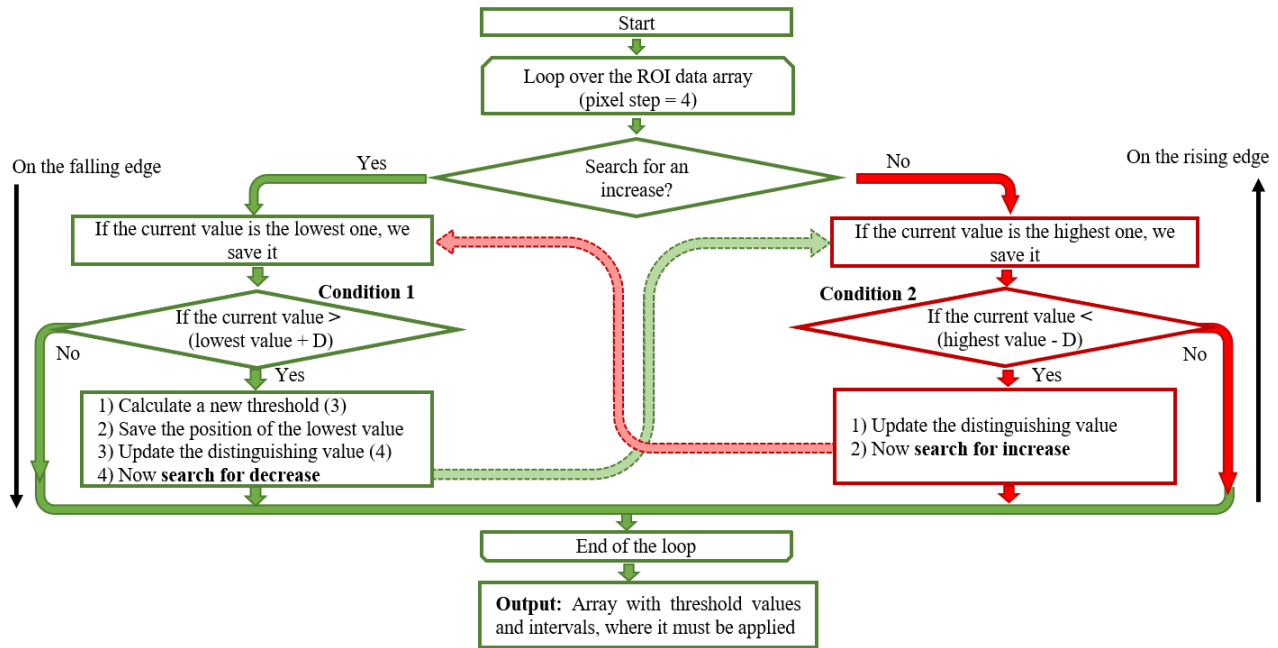 Start
Loop over the ROI data array
(pixel step = 4)
On the falling edge
Yes
Search for an
increase?
No
On the rising edge
If the current value is the lowest one, we
save it
If the current value is the highest one, we
save it
Condition 1
If the current value >
(lowest value + D)
No
Yes
Condition 2
If the current value <
(highest value - D)
No
Yes
1) Calculate a new threshold (3)
2) Save the position of the lowest value
3) Update the distinguishing value (4)
4) Now search for decrease
1) Update the distinguishing value
2) Now search for increase
End of the loop
Output: Array with threshold values
and intervals, where it must be applied